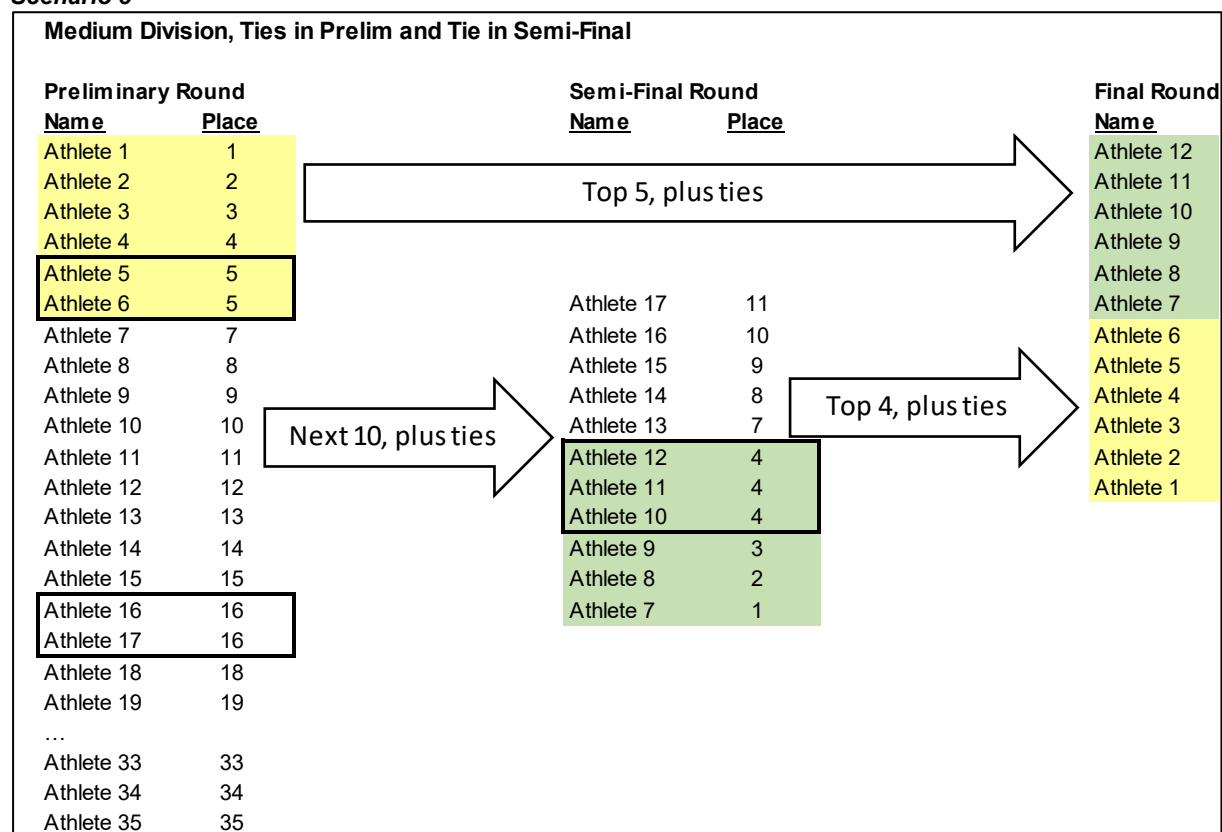 Medium Division, Ties in Prelim and Tie in Semi-Final
Preliminary Round Semi-Final Round Final Round
Name Place Name Place Name
Athlete 1 1 Athlete 12
Athlete 2 2 Top 5, plus ties Athlete 11
Athlete 3 3 Athlete 10
Athlete 4 4 Athlete 9
Athlete 5 5 Athlete 8
Athlete 6 5 Athlete 17 11 Athlete 7
Athlete 7 7 Athlete 16 10 Athlete 6
Athlete 8 8 Athlete 15 9 Athlete 5
Athlete 9 9 Athlete 14 8 Top 4, plus ties Athlete 4
Athlete 10 10 Next 10, plus ties Athlete 13 7 Athlete 3
Athlete 11 11 Athlete 12 4 Athlete 2
Athlete 12 12 Athlete 11 4 Athlete 1
Athlete 13 13 Athlete 10 4
Athlete 14 14 Athlete 9 3
Athlete 15 15 Athlete 8 2
Athlete 16 16 Athlete 7 1
Athlete 17 16
Athlete 18 18
Athlete 19 19
…
Athlete 33 33
Athlete 34 34
Athlete 35 35